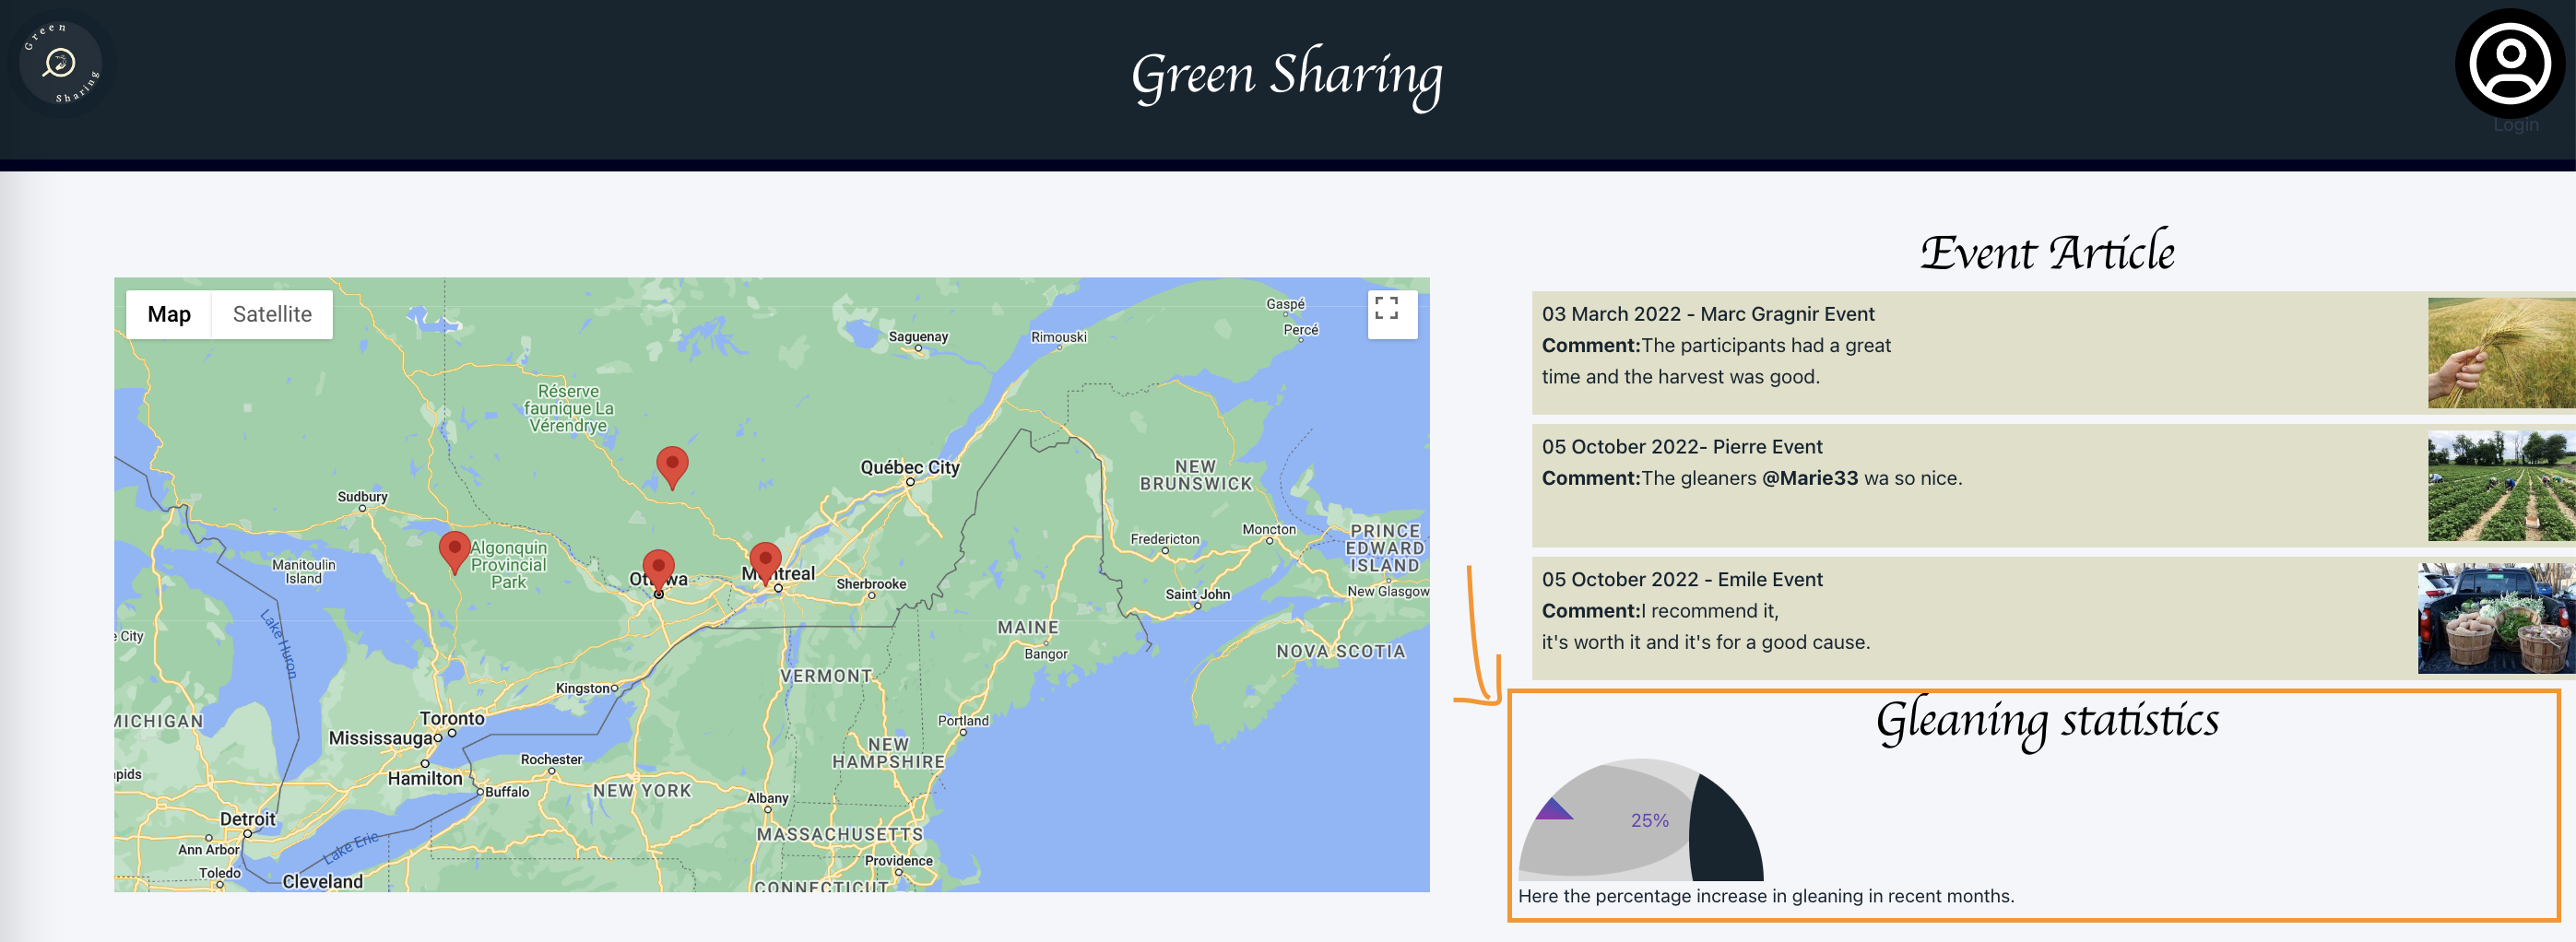 Green
Sharing
Green Sharing
Login
Event Article
Map
Satellite
03 March 2022 - Marc Gragnir Event
Comment:The participants had a great
time and the harvest was good.
05 October 2022- Pierre Event
Comment:The gleaners @Marie33 wa so nice.
05 October 2022 - Emile Event
Comment:I recommend it,
it's worth it and it's for a good cause.
Gleaning statistics
25%
Here the percentage increase in gleaning in recent months.
Gaspé
Percé
Saguenay
Rimouski
Réserve
faunique La
Vérendrye
Québec City
NEW
BRUNSWICK
Sudbury
Algonquin
Provincial
Park
Manitoulin
Island
Montreal
Sherbrooke
Fredericton
Moncton
PRINCE
EDWARD
ISLAND
New Glasgow
Saint John
e City
Lake Huron
MAINE
Bangor
NOVA SCOTIA
VERMONT
Kingston
MICHIGAN
Toronto
Mississauga
Hamilton
Portland
NEW
HAMPSHIRE
Rochester
Buffalo
NEW YORK
Albany
apids
Detroit
Ann Arbor
Lake Erie
Toledo
Cleveland
MASSACHUSETTS
Providence
CONNECTICUT